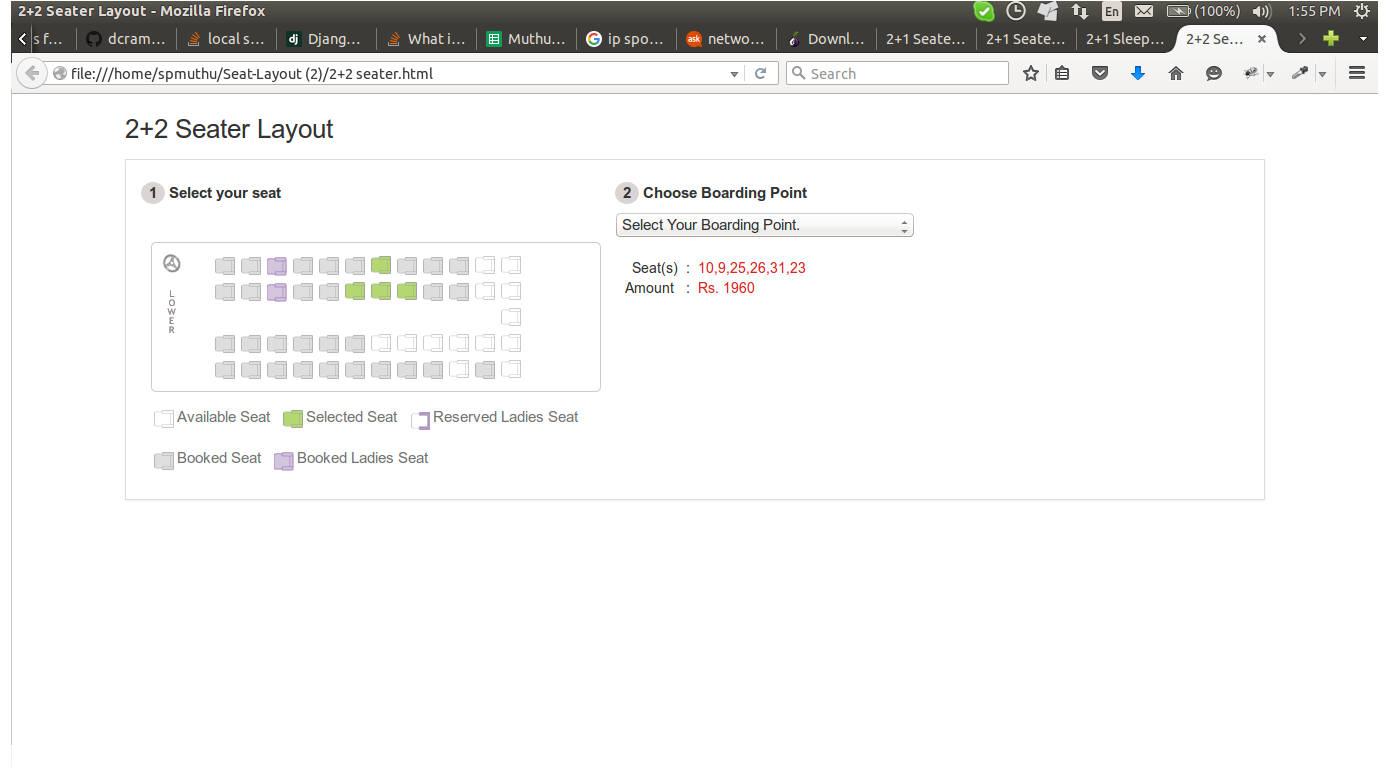 2+2 Seater Layout - Mozilla Firefox
En
(100%)
1:55 PM
s f...
dcram...
local s...
dj Djang...
What i...
Muthu...
G ip spo...
ask netwo...
Downl...
2+1 Seate...
2+1 Seate...
2+1 Sleep...
2+2 Se...
file:///home/spmuthu/Seat-Layout (2)/2+2 seater.html
Search
2+2 Seater Layout
1 Select your seat
2 Choose Boarding Point
Select Your Boarding Point.
LOWER
Seat(s) : 10,9,25,26,31,23
Amount : Rs. 1960
Available Seat Selected Seat Reserved Ladies Seat
Booked Seat Booked Ladies Seat